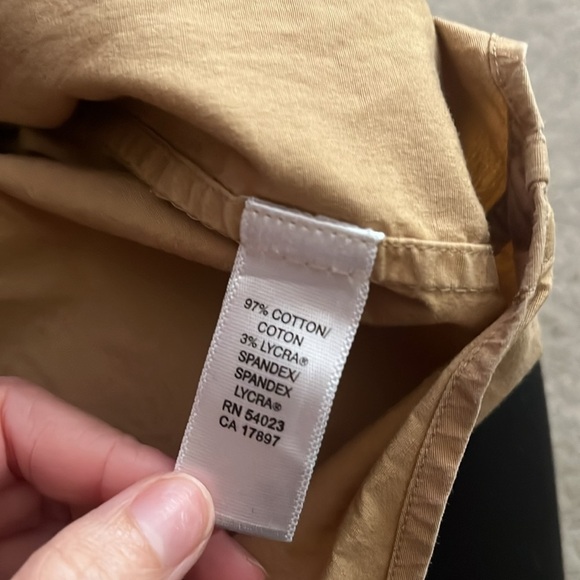 97% COTTON/
COTON
3% LYCRA®
SPANDEX/
SPANDEX
LYCRA®
RN 54023
CA 17897